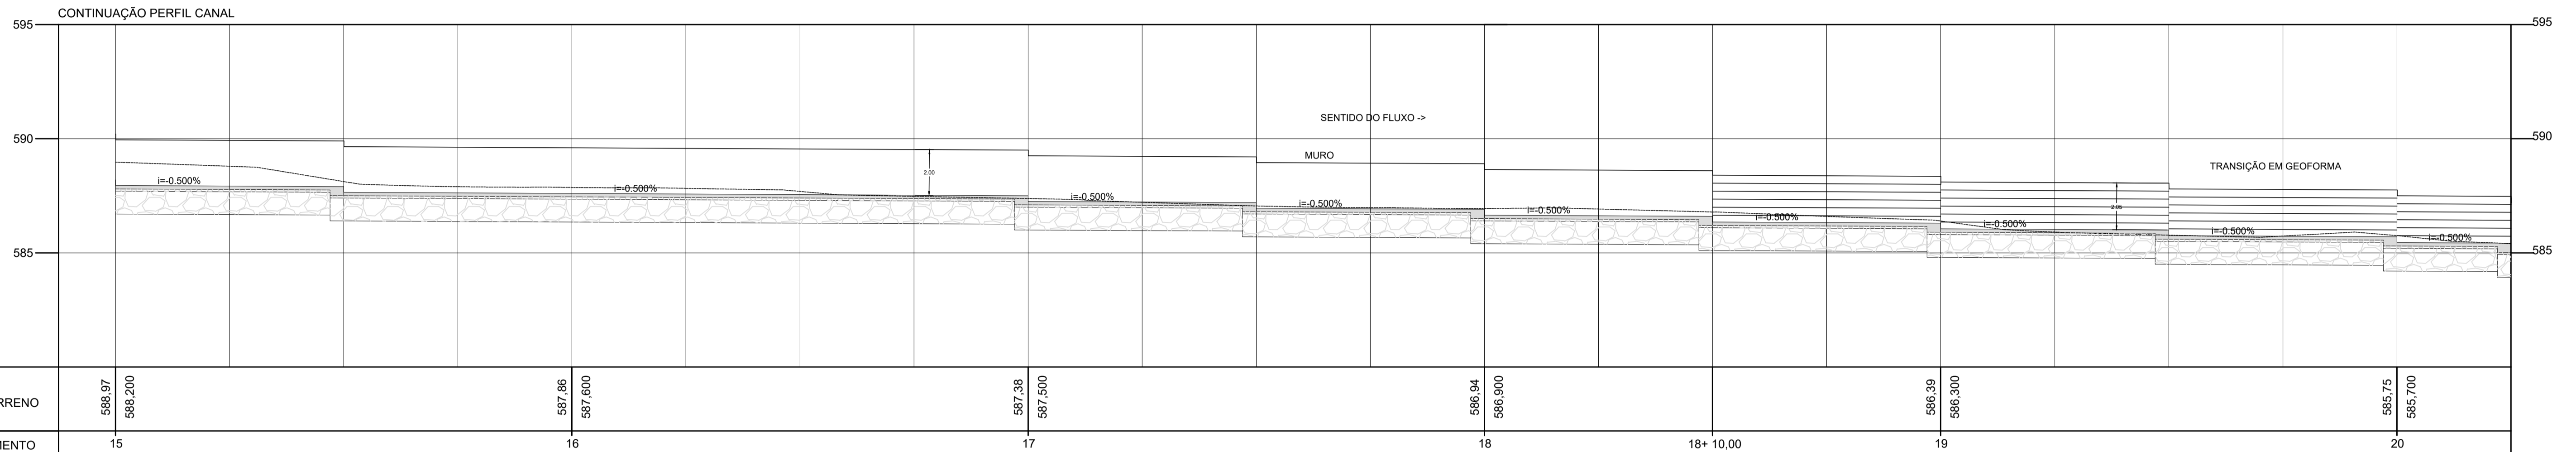 CONTINUAÇÃO PERFIL CANAL
595
595
590
590
585
585
SENTIDO DO FLUXO ->
MURO
TRANSIÇÃO EM GEOFORMA
i=-0.500%
i=-0.500%
2.00
i=-0.500%
i=-0.500%
i=-0.500%
i=-0.500%
i=-0.500%
2.05
i=-0.500%
i=-0.500%
RRENO
588,97
588,200
587,86
587,600
587,38
587,500
586,94
586,900
586,39
586,300
585,75
585,700
MENTO
15
16
17
18
18+ 10,00
19
20